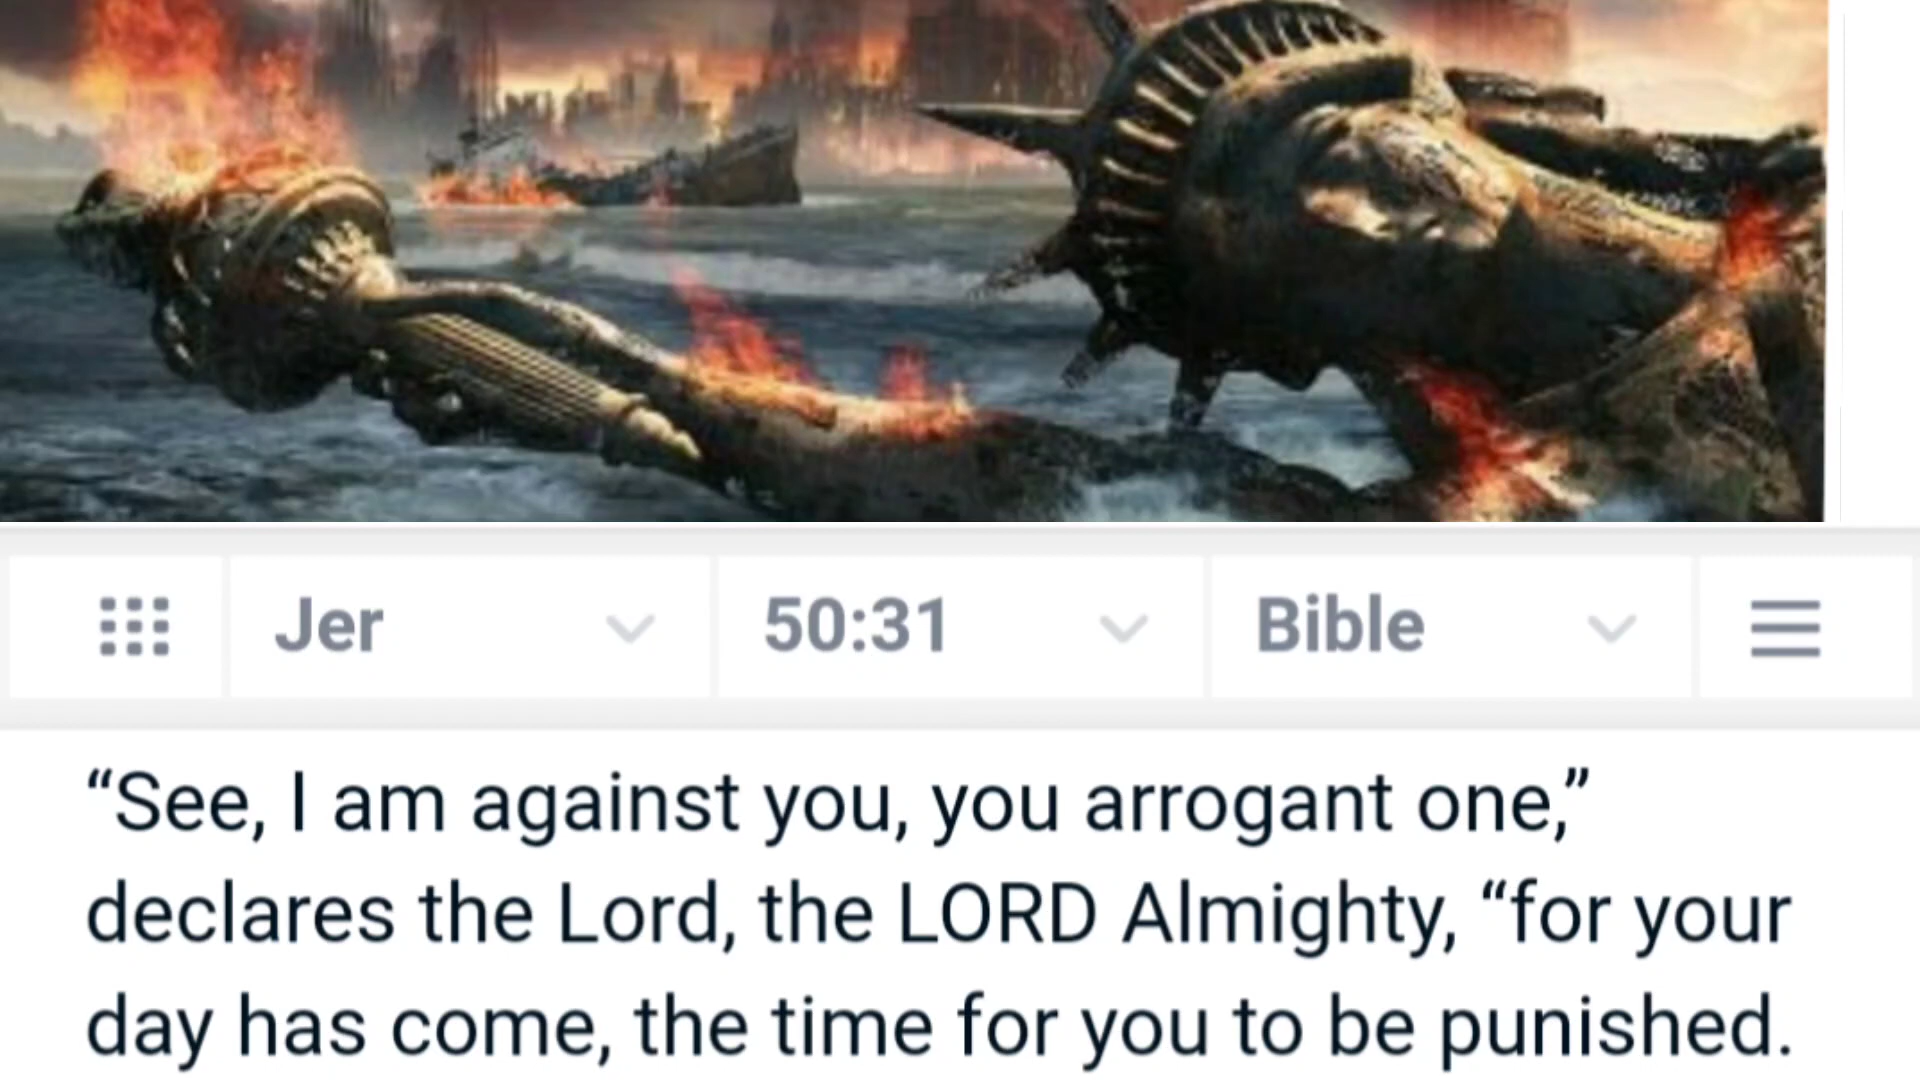 Jer 50:31 Bible
“See, I am against you, you arrogant one,”
declares the Lord, the LORD Almighty, “for your
day has come, the time for you to be punished.